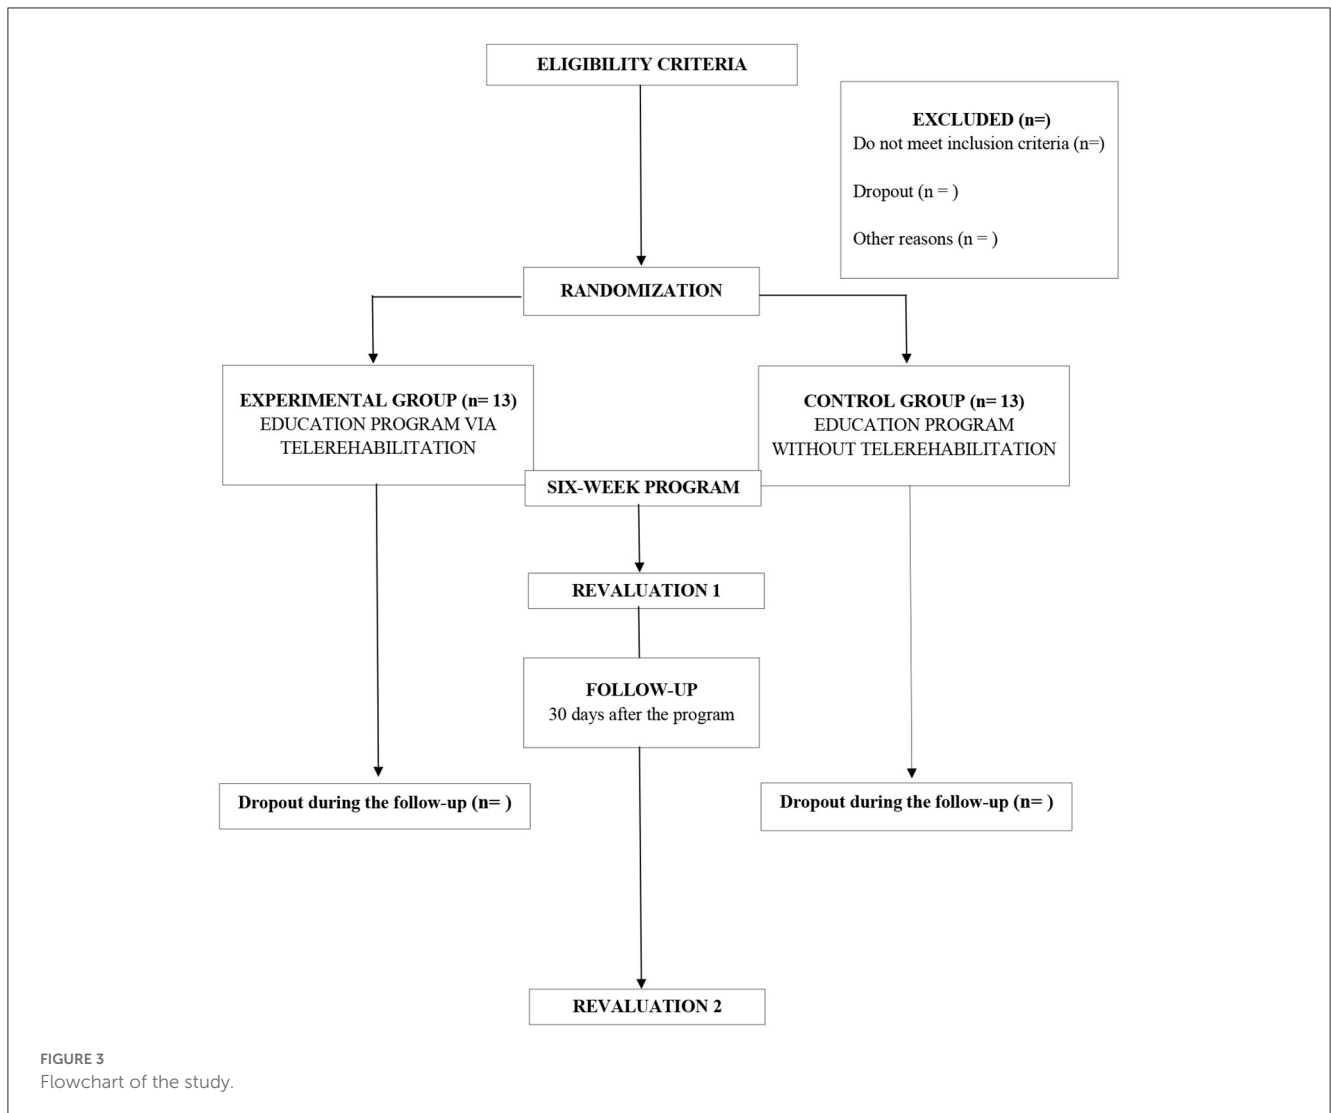 ELIGIBILITY CRITERIA
EXCLUDED (n=)
Do not meet inclusion criteria (n=)
Dropout (n = )
Other reasons (n = )
RANDOMIZATION
EXPERIMENTAL GROUP (n= 13)
EDUCATION PROGRAM VIA
TELEREHABILITATION
CONTROL GROUP (n= 13)
EDUCATION PROGRAM
WITHOUT TELEREHABILITATION
SIX-WEEK PROGRAM
REVALUATION 1
FOLLOW-UP
30 days after the program
Dropout during the follow-up (n= )
Dropout during the follow-up (n= )
REVALUATION 2
FIGURE 3
Flowchart of the study.